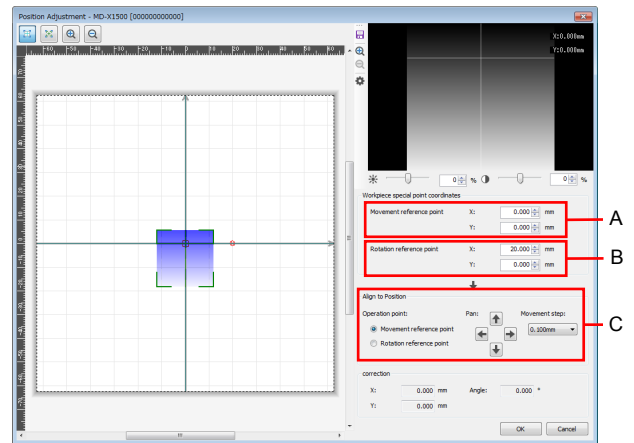 Position Adjustment - MD-X1500 [000000000000]
X:0.000mm
Y:0.000mm
0 % 0 %
Workpiece special point coordinates
Movement reference point X: 0.000 mm
Y: 0.000 mm
A
Rotation reference point X: 20.000 mm
Y: 0.000 mm
B
Align to Position
Operation point: Pan: Movement step:
Movement reference point 0.100mm
Rotation reference point
C
correction
X: 0.000 mm Angle: 0.000 °
Y: 0.000 mm
OK Cancel